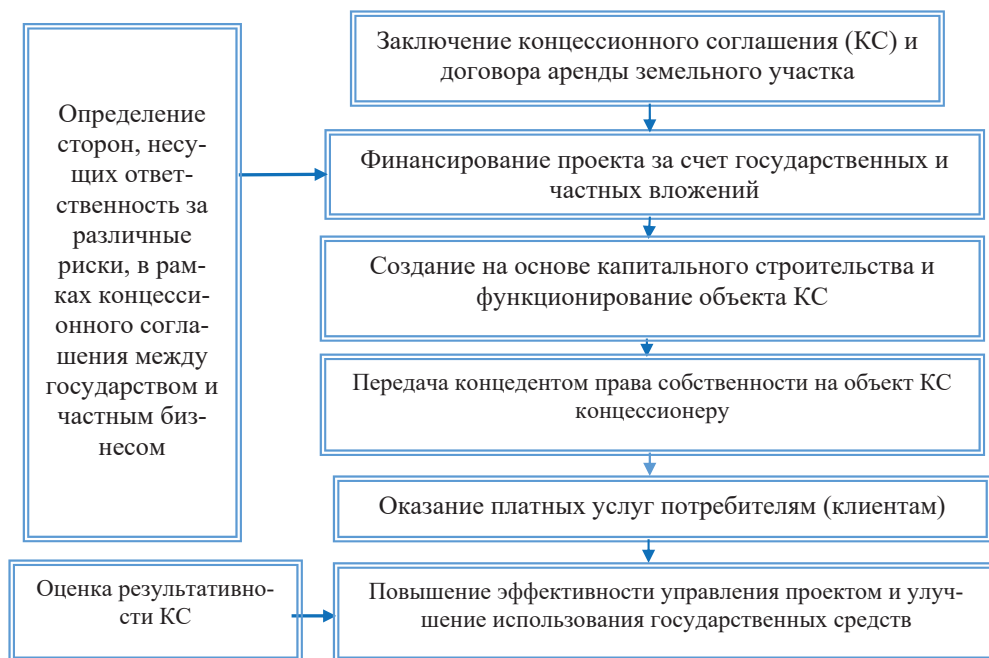 Заключение концессионного соглашения (КС) и
договора аренды земельного участка
Определение
сторон, несу-
щих ответ-
ственность за
различные
риски, в рам-
ках концесси-
онного согла-
шения между
государством и
частным биз-
несом
Финансирование проекта за счет государственных и
частных вложений
Создание на основе капитального строительства и
функционирование объекта КС
Передача концедентом права собственности на объект КС
концессионеру
Оказание платных услуг потребителям (клиентам)
Оценка результативно-
сти КС
Повышение эффективности управления проектом и улуч-
шение использования государственных средств